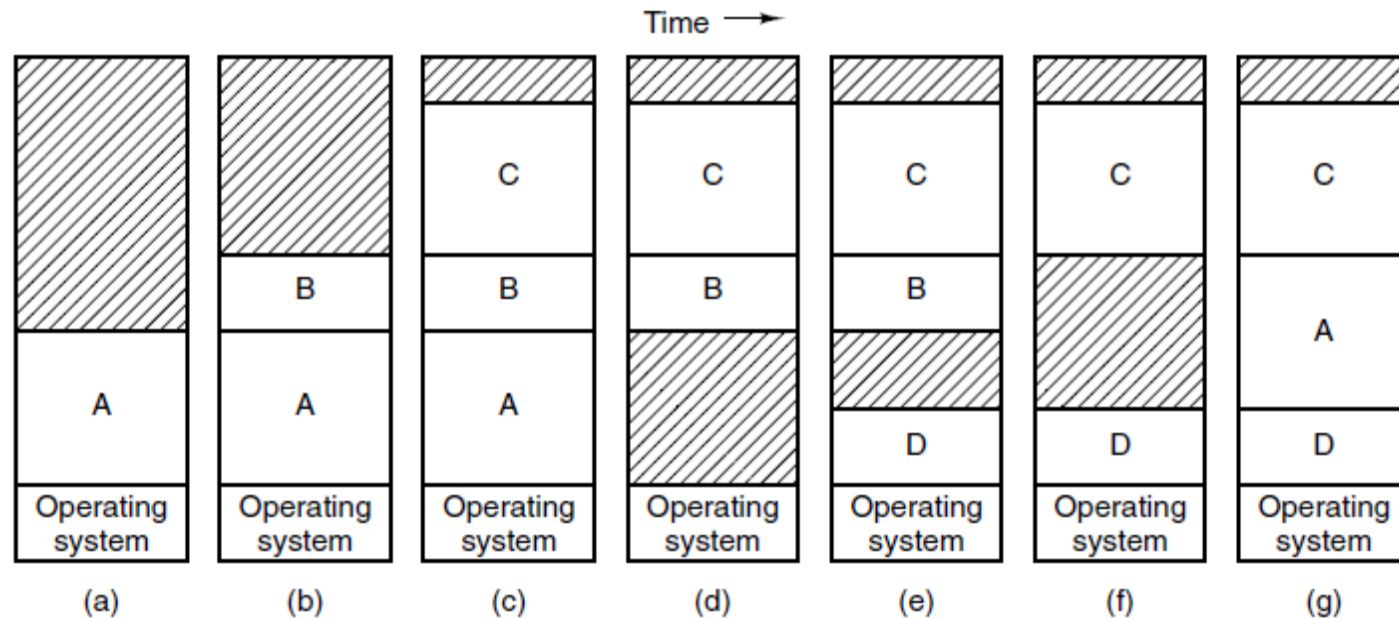 Time
C
C
C
C
C
B
B
B
B
A
A
A
A
D
D
D
Operating
system
Operating
system
Operating
system
Operating
system
Operating
system
Operating
system
Operating
system
(a)
(b)
(c)
(d)
(e)
(f)
(g)